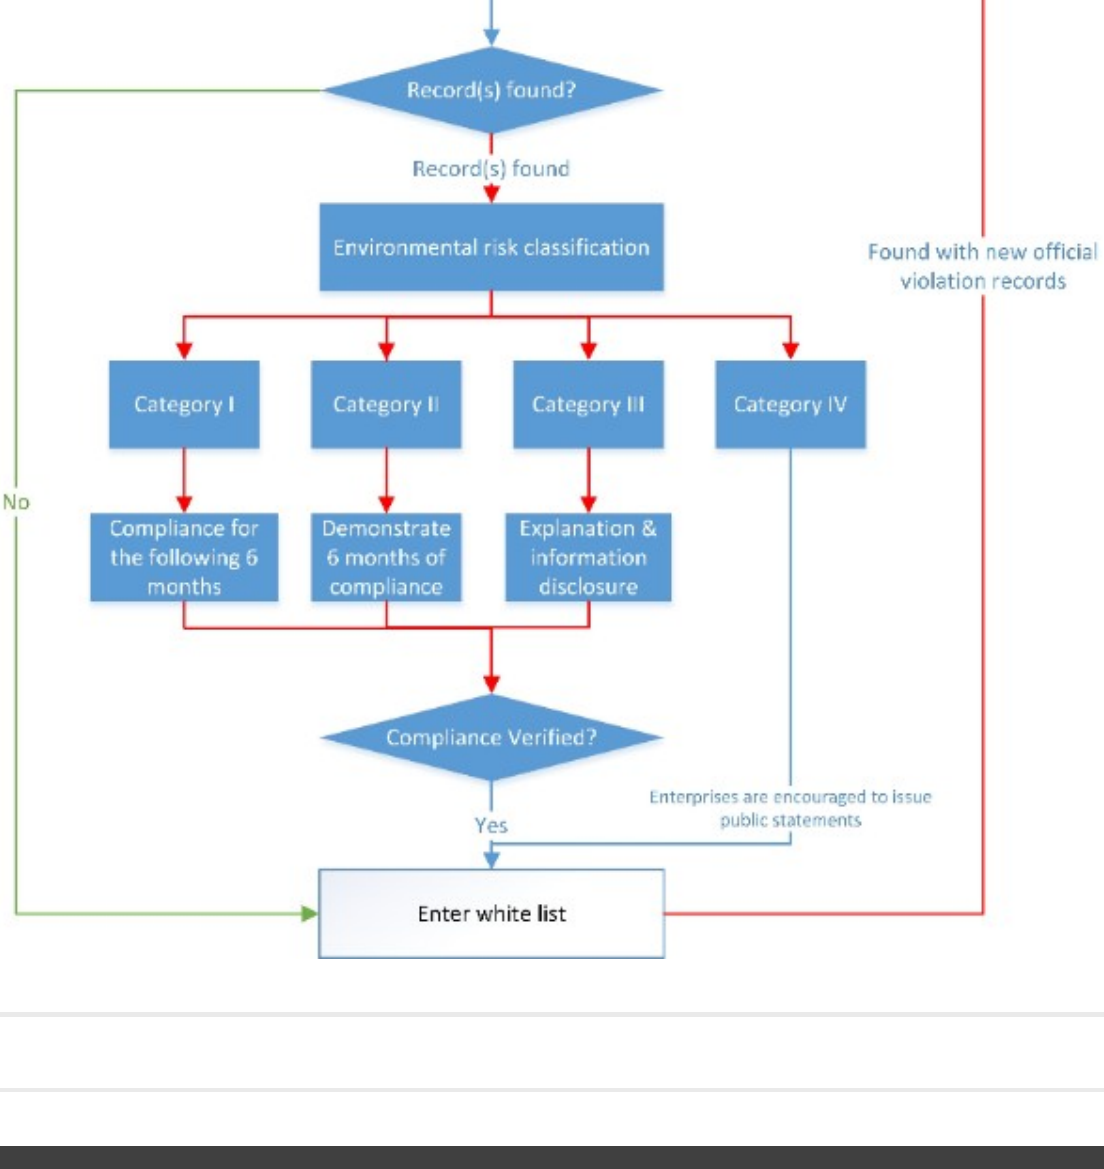 Record(s) found?
Record(s) found
Environmental risk classification
Found with new official
violation records
Category I
Category II
Category III
Category IV
No
Compliance for
the following 6
months
Demonstrate
6 months of
compliance
Explanation &
information
disclosure
Compliance Verified?
Enterprises are encouraged to issue
public statements
Yes
Enter white list